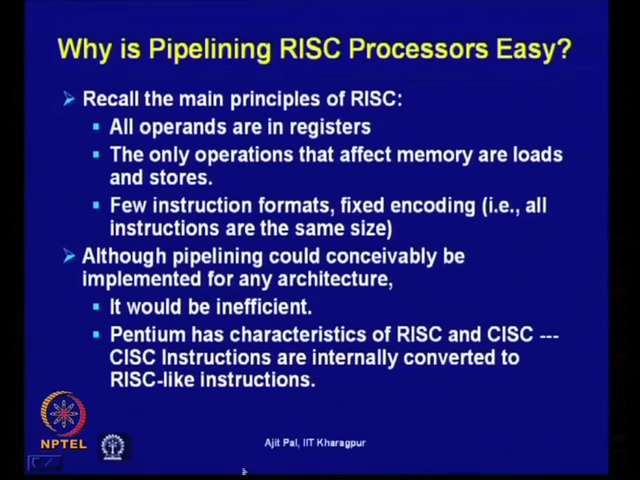 Why is Pipelining RISC Processors Easy?
Recall the main principles of RISC:
All operands are in registers
The only operations that affect memory are loads
and stores.
Few instruction formats, fixed encoding (i.e., all
instructions are the same size)
Although pipelining could conceivably be
implemented for any architecture,
It would be inefficient.
Pentium has characteristics of RISC and CISC ---
CISC Instructions are internally converted to
RISC-like instructions.
NPTEL
Ajit Pal, IIT Kharagpur